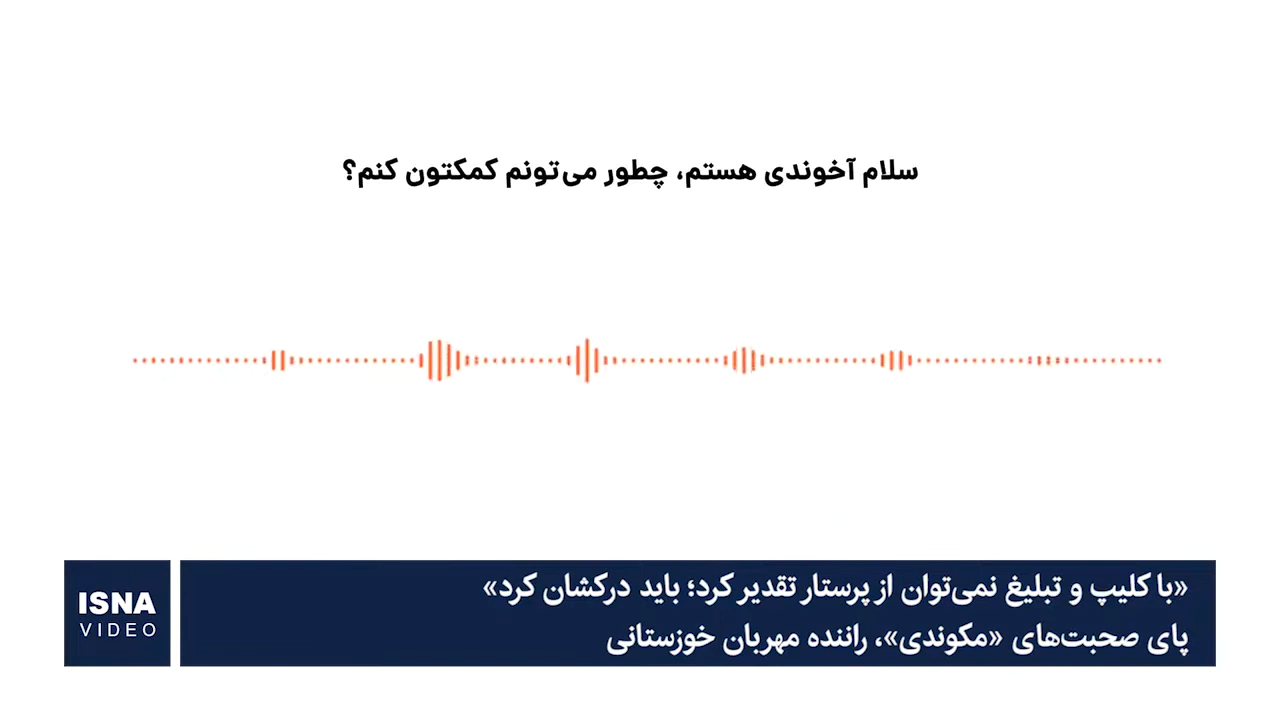 سلام آخوندی هستم، چطور می‌تونم کمکتون کنم؟
«با کلیپ و تبلیغ نمی‌توان از پرستار تقدیر کرد؛ باید درکشان کرد»
پای صحبت‌های «مکوندی»، راننده مهربان خوزستانی
ISNA
VIDEO